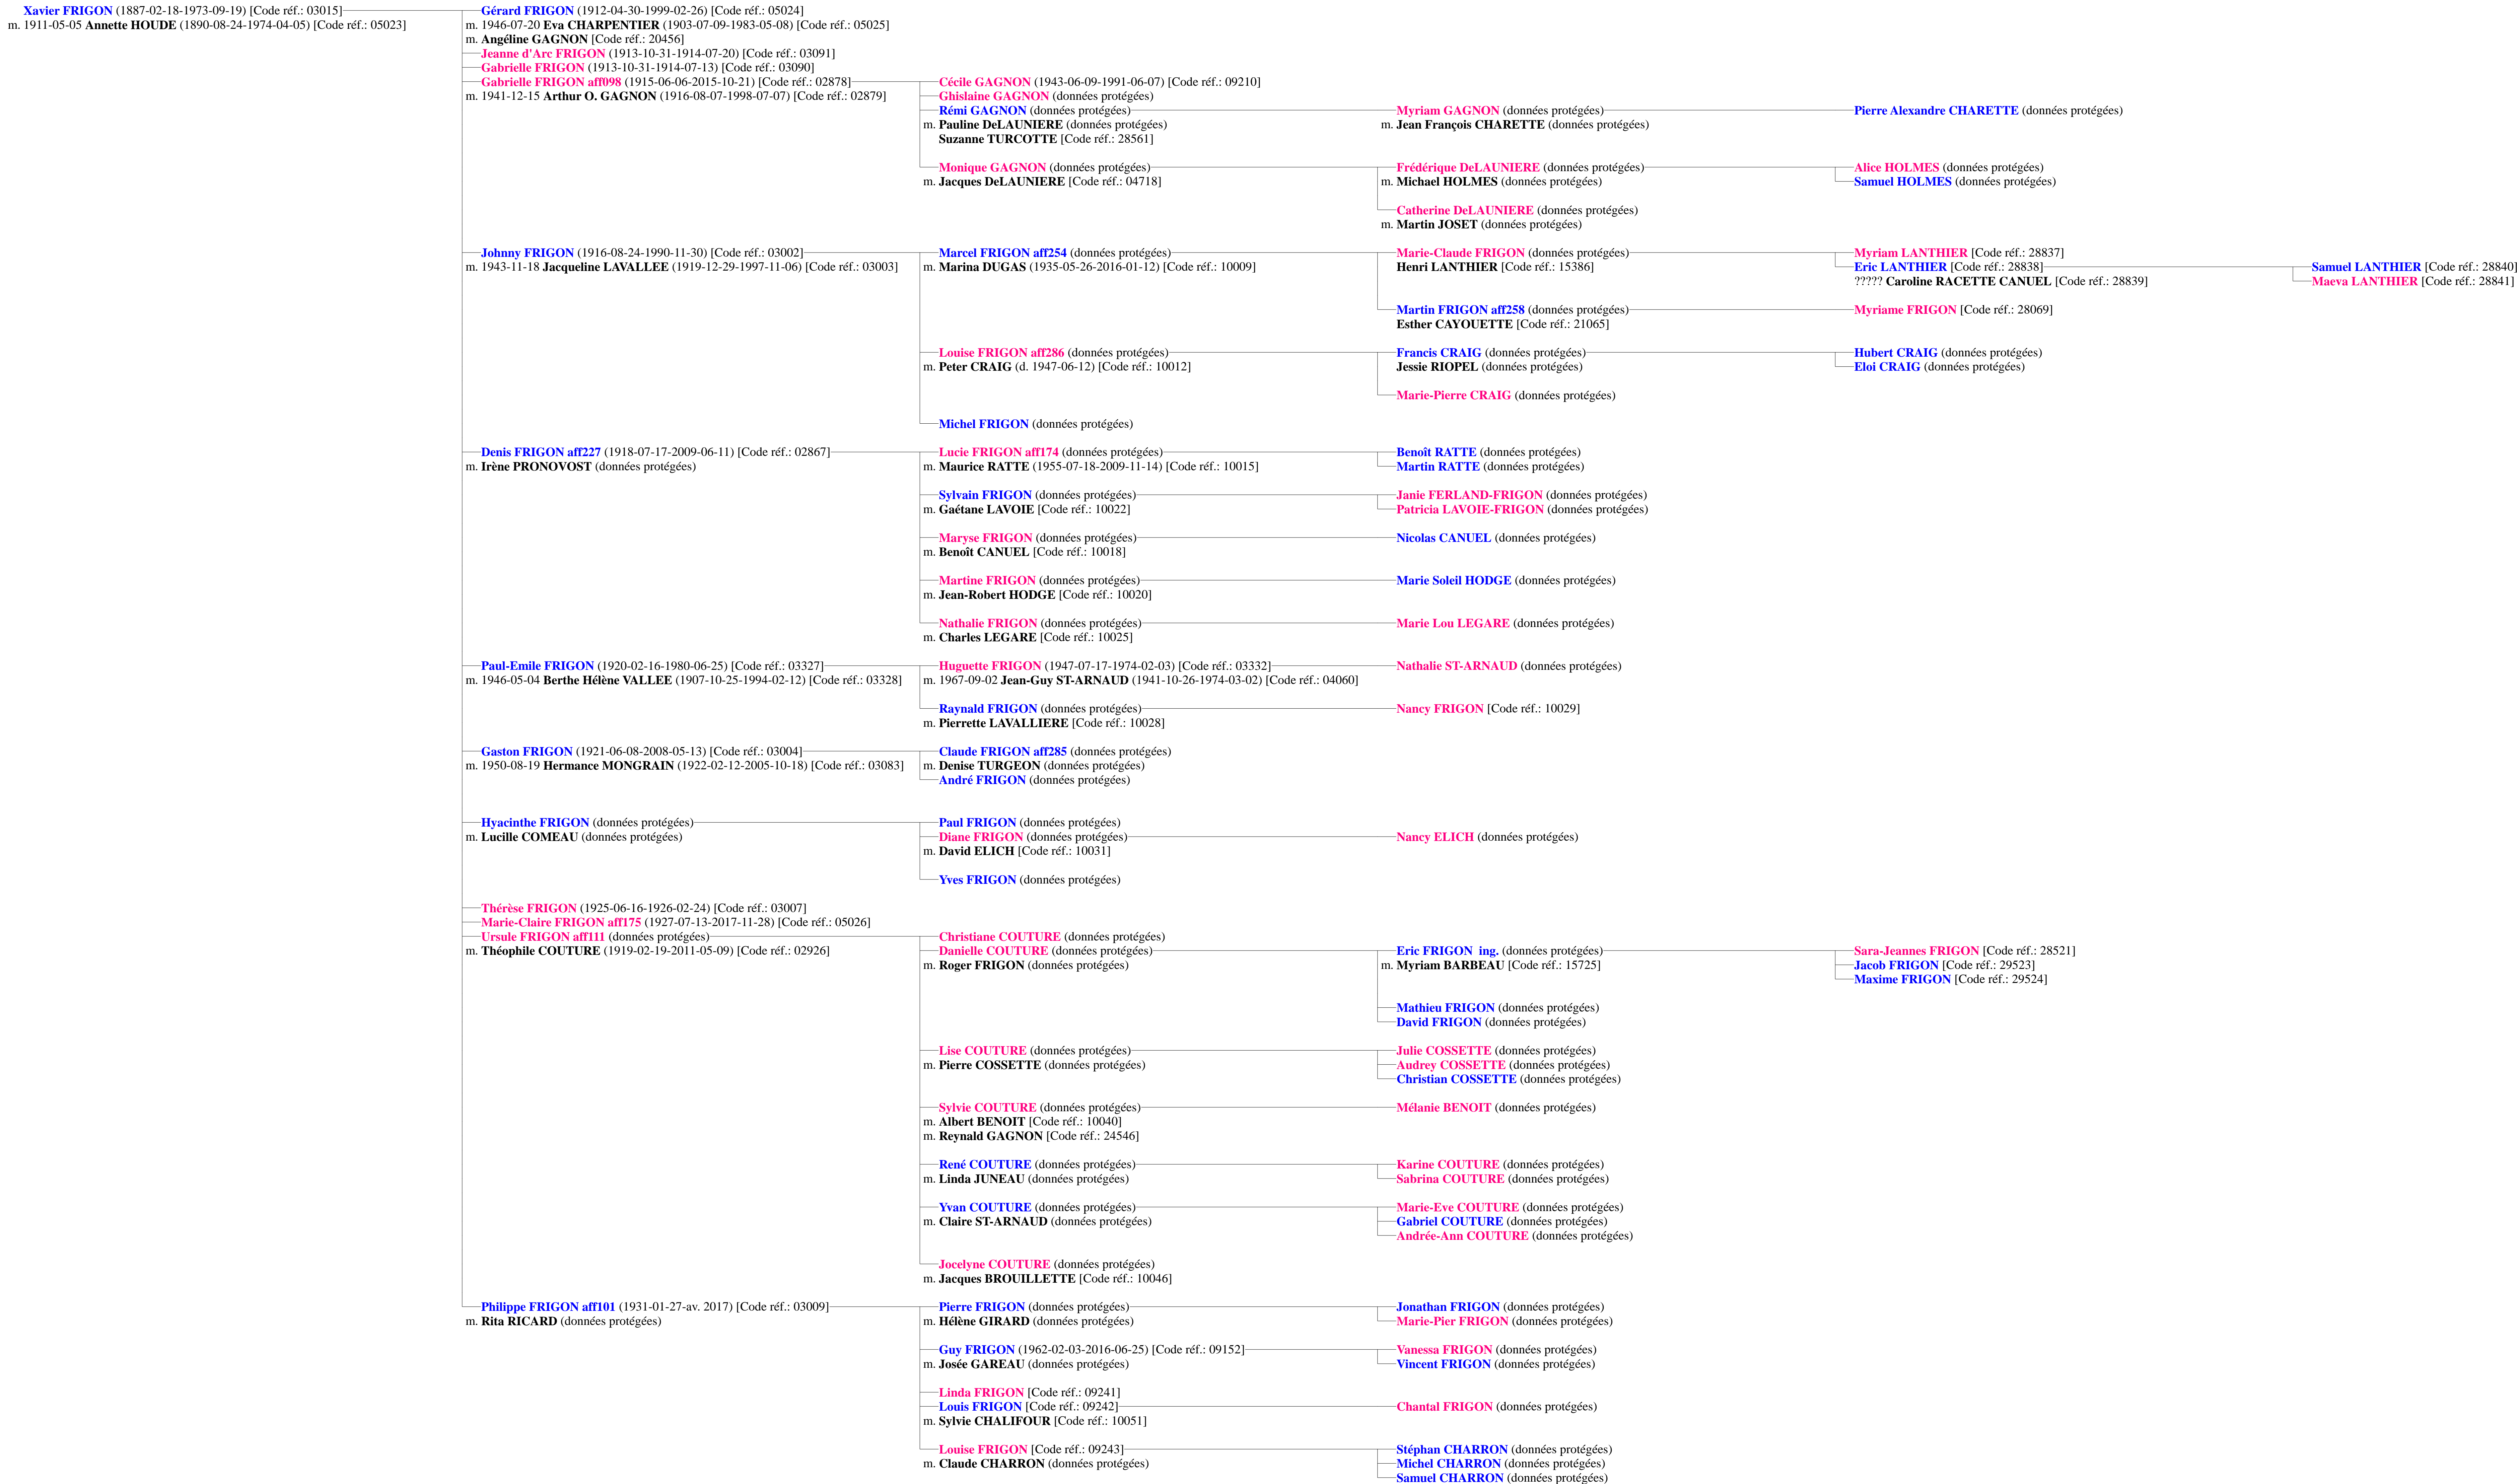 Xavier FRIGON (1887-02-18-1973-09-19) [Code réf.: 03015]
m. 1911-05-05 Annette HOUDE (1890-08-24-1974-04-05) [Code réf.: 05023]
Gérard FRIGON (1912-04-30-1999-02-26) [Code réf.: 05024]
m. 1946-07-20 Eva CHARPENTIER (1903-07-09-1983-05-08) [Code réf.: 05025]
m. Angéline GAGNON [Code réf.: 20456]
Jeanne d'Arc FRIGON (1913-10-31-1914-07-20) [Code réf.: 03091]
Gabrielle FRIGON (1913-10-31-1914-07-13) [Code réf.: 03090]
Gabrielle FRIGON aff098 (1915-06-06-2015-10-21) [Code réf.: 02878]
m. 1941-12-15 Arthur O. GAGNON (1916-08-07-1998-07-07) [Code réf.: 02879]
Cécile GAGNON (1943-06-09-1991-06-07) [Code réf.: 09210]
Ghislaine GAGNON (données protégées)
Rémi GAGNON (données protégées)
m. Pauline DeLAUNIERE (données protégées)
Suzanne TURCOTTE [Code réf.: 28561]
Myriam GAGNON (données protégées)
m. Jean François CHARETTE (données protégées)
Pierre Alexandre CHARETTE (données protégées)
Monique GAGNON (données protégées)
m. Jacques DeLAUNIERE [Code réf.: 04718]
Frédérique DeLAUNIERE (données protégées)
m. Michael HOLMES (données protégées)
Alice HOLMES (données protégées)
Samuel HOLMES (données protégées)
Catherine DeLAUNIERE (données protégées)
m. Martin JOSET (données protégées)
Johnny FRIGON (1916-08-24-1990-11-30) [Code réf.: 03002]
m. 1943-11-18 Jacqueline LAVALLEE (1919-12-29-1997-11-06) [Code réf.: 03003]
Marcel FRIGON aff254 (données protégées)
m. Marina DUGAS (1935-05-26-2016-01-12) [Code réf.: 10009]
Marie-Claude FRIGON (données protégées)
Henri LANTHIER [Code réf.: 15386]
Myriam LANTHIER [Code réf.: 28837]
Eric LANTHIER [Code réf.: 28838]
????? Caroline RACETTE CANUEL [Code réf.: 28839]
Samuel LANTHIER [Code réf.: 28840]
Maeva LANTHIER [Code réf.: 28841]
Martin FRIGON aff258 (données protégées)
Esther CAYOUETTE [Code réf.: 21065]
Myriame FRIGON [Code réf.: 28069]
Louise FRIGON aff286 (données protégées)
m. Peter CRAIG (d. 1947-06-12) [Code réf.: 10012]
Francis CRAIG (données protégées)
Jessie RIOPEL (données protégées)
Hubert CRAIG (données protégées)
Eloi CRAIG (données protégées)
Marie-Pierre CRAIG (données protégées)
Michel FRIGON (données protégées)
Denis FRIGON aff227 (1918-07-17-2009-06-11) [Code réf.: 02867]
m. Irène PRONOVOST (données protégées)
Lucie FRIGON aff174 (données protégées)
m. Maurice RATTE (1955-07-18-2009-11-14) [Code réf.: 10015]
Benoît RATTE (données protégées)
Martin RATTE (données protégées)
Sylvain FRIGON (données protégées)
m. Gaétane LAVOIE [Code réf.: 10022]
Janie FERLAND-FRIGON (données protégées)
Patricia LAVOIE-FRIGON (données protégées)
Maryse FRIGON (données protégées)
m. Benoît CANUEL [Code réf.: 10018]
Nicolas CANUEL (données protégées)
Martine FRIGON (données protégées)
m. Jean-Robert HODGE [Code réf.: 10020]
Marie Soleil HODGE (données protégées)
Nathalie FRIGON (données protégées)
m. Charles LEGARE [Code réf.: 10025]
Marie Lou LEGARE (données protégées)
Paul-Emile FRIGON (1920-02-16-1980-06-25) [Code réf.: 03327]
m. 1946-05-04 Berthe Hélène VALLEE (1907-10-25-1994-02-12) [Code réf.: 03328]
Huguette FRIGON (1947-07-17-1974-02-03) [Code réf.: 03332]
m. 1967-09-02 Jean-Guy ST-ARNAUD (1941-10-26-1974-03-02) [Code réf.: 04060]
Nathalie ST-ARNAUD (données protégées)
Raynald FRIGON (données protégées)
m. Pierrette LAVALLIERE [Code réf.: 10028]
Nancy FRIGON [Code réf.: 10029]
Gaston FRIGON (1921-06-08-2008-05-13) [Code réf.: 03004]
m. 1950-08-19 Hermance MONGRAIN (1922-02-12-2005-10-18) [Code réf.: 03083]
Claude FRIGON aff285 (données protégées)
m. Denise TURGEON (données protégées)
André FRIGON (données protégées)
Hyacinthe FRIGON (données protégées)
m. Lucille COMEAU (données protégées)
Paul FRIGON (données protégées)
Diane FRIGON (données protégées)
m. David ELICH [Code réf.: 10031]
Nancy ELICH (données protégées)
Yves FRIGON (données protégées)
Thérèse FRIGON (1925-06-16-1926-02-24) [Code réf.: 03007]
Marie-Claire FRIGON aff175 (1927-07-13-2017-11-28) [Code réf.: 05026]
Ursule FRIGON aff111 (données protégées)
m. Théophile COUTURE (1919-02-19-2011-05-09) [Code réf.: 02926]
Christiane COUTURE (données protégées)
Danielle COUTURE (données protégées)
m. Roger FRIGON (données protégées)
Eric FRIGON ing. (données protégées)
m. Myriam BARBEAU [Code réf.: 15725]
Sara-Jeannes FRIGON [Code réf.: 28521]
Jacob FRIGON [Code réf.: 29523]
Maxime FRIGON [Code réf.: 29524]
Mathieu FRIGON (données protégées)
David FRIGON (données protégées)
Lise COUTURE (données protégées)
m. Pierre COSSETTE (données protégées)
Julie COSSETTE (données protégées)
Audrey COSSETTE (données protégées)
Christian COSSETTE (données protégées)
Sylvie COUTURE (données protégées)
m. Albert BENOIT [Code réf.: 10040]
m. Reynald GAGNON [Code réf.: 24546]
Mélanie BENOIT (données protégées)
René COUTURE (données protégées)
m. Linda JUNEAU (données protégées)
Karine COUTURE (données protégées)
Sabrina COUTURE (données protégées)
Yvan COUTURE (données protégées)
m. Claire ST-ARNAUD (données protégées)
Marie-Eve COUTURE (données protégées)
Gabriel COUTURE (données protégées)
Andrée-Ann COUTURE (données protégées)
Jocelyne COUTURE (données protégées)
m. Jacques BROUILLETTE [Code réf.: 10046]
Philippe FRIGON aff101 (1931-01-27-av. 2017) [Code réf.: 03009]
m. Rita RICARD (données protégées)
Pierre FRIGON (données protégées)
m. Hélène GIRARD (données protégées)
Jonathan FRIGON (données protégées)
Marie-Pier FRIGON (données protégées)
Guy FRIGON (1962-02-03-2016-06-25) [Code réf.: 09152]
m. Josée GAREAU (données protégées)
Vanessa FRIGON (données protégées)
Vincent FRIGON (données protégées)
Linda FRIGON [Code réf.: 09241]
Louis FRIGON [Code réf.: 09242]
m. Sylvie CHALIFOUR [Code réf.: 10051]
Chantal FRIGON (données protégées)
Louise FRIGON [Code réf.: 09243]
m. Claude CHARRON (données protégées)
Stéphan CHARRON (données protégées)
Michel CHARRON (données protégées)
Samuel CHARRON (données protégées)